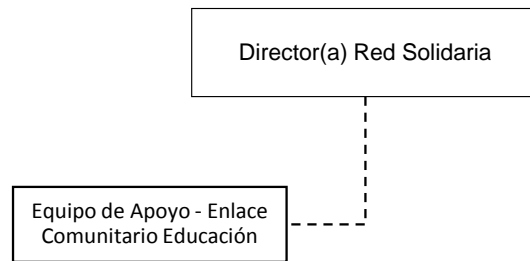 Director(a) Red Solidaria
Equipo de Apoyo - Enlace
Comunitario Educación